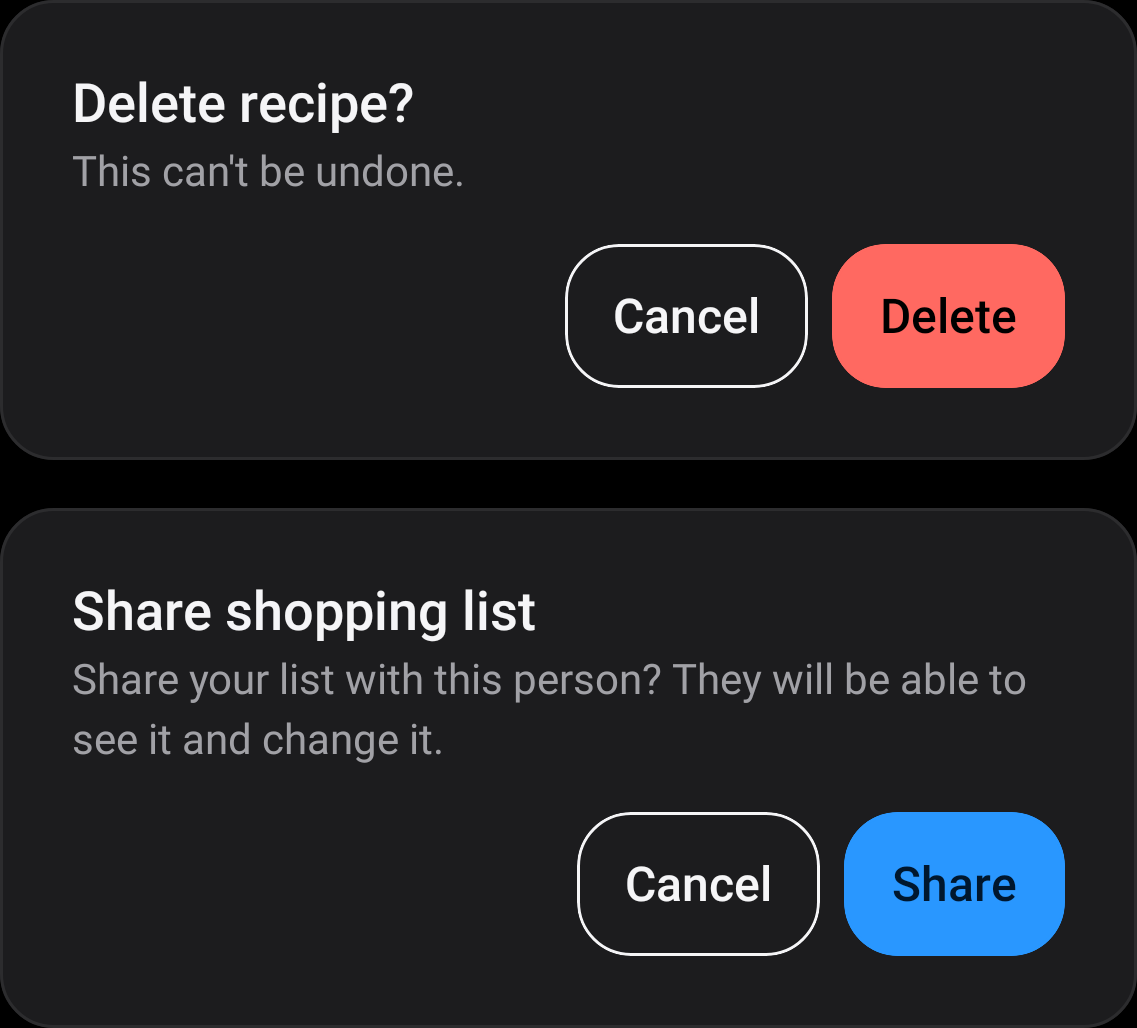 Delete recipe?
This can't be undone.
Cancel Delete
Share shopping list
Share your list with this person? They will be able to
see it and change it.
Cancel Share